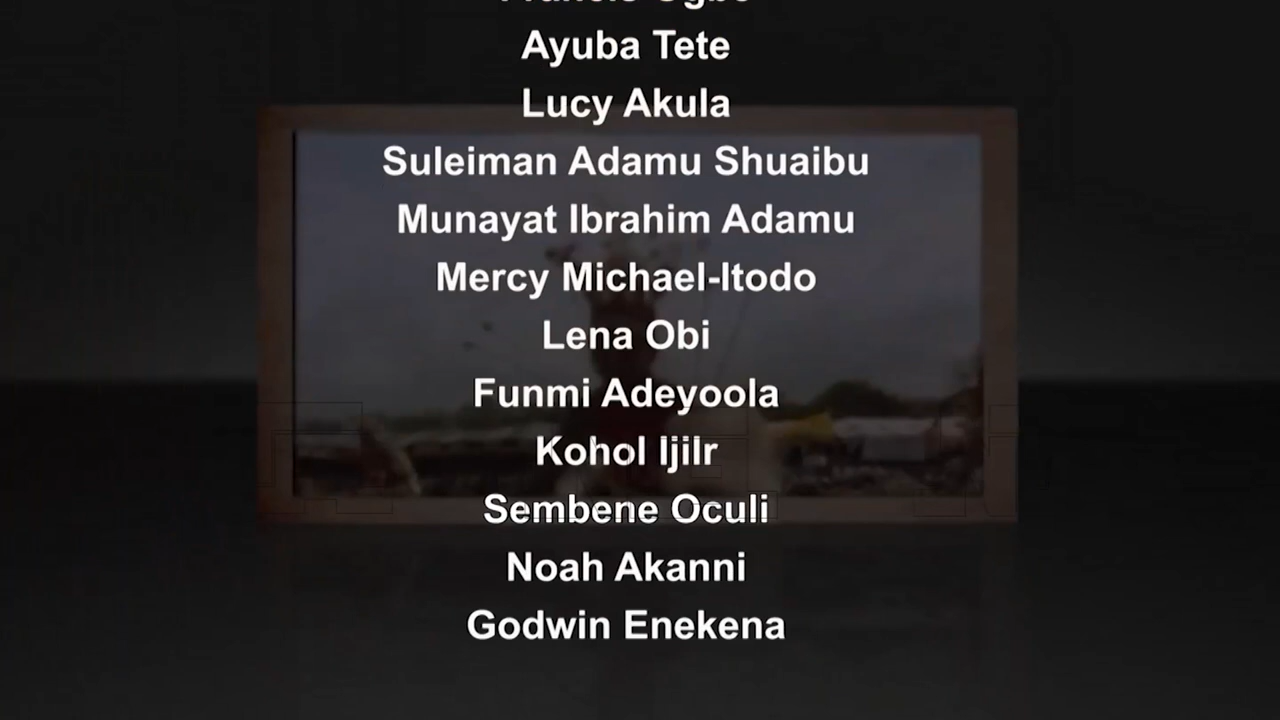 Ayuba Tete
Lucy Akula
Suleiman Adamu Shuaibu
Munayat Ibrahim Adamu
Mercy Michael-Itodo
Lena Obi
Funmi Adeyoola
Kohol Ijilr
Sembene Oculi
Noah Akanni
Godwin Enekena